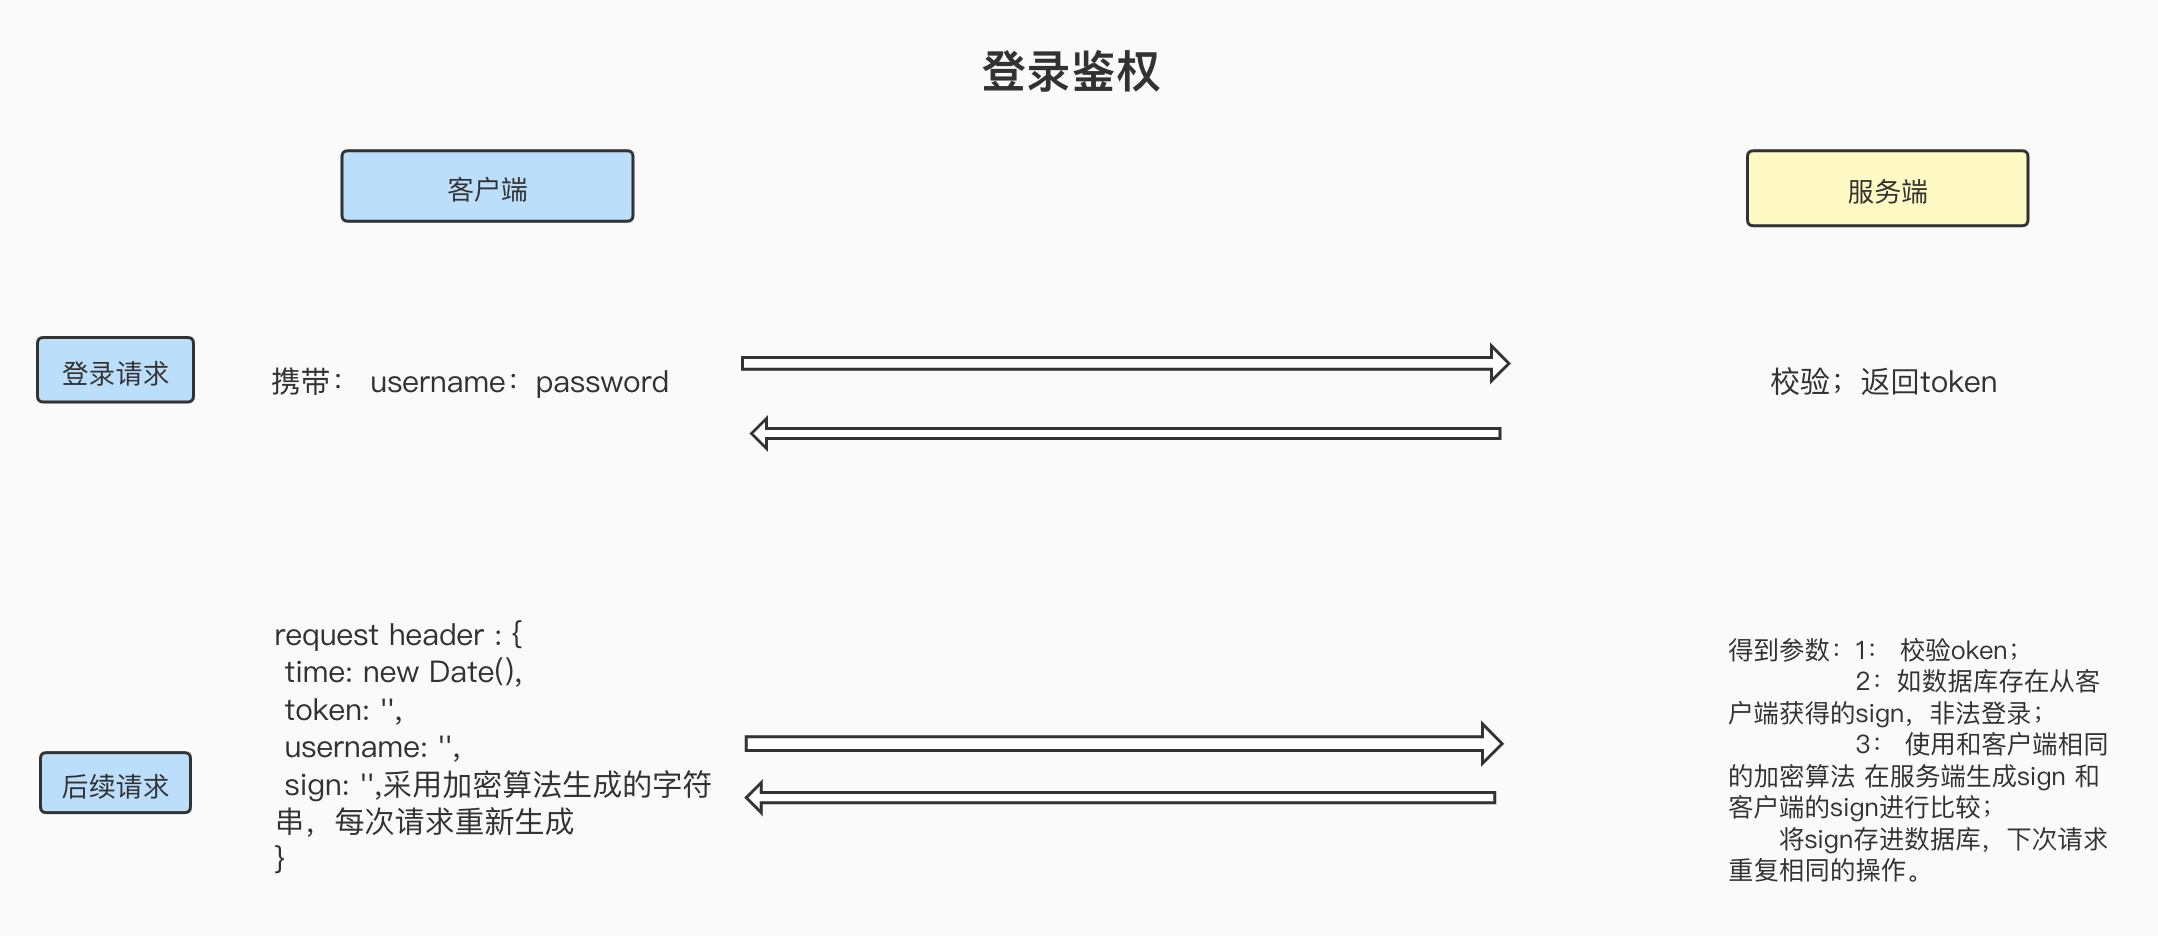 登录鉴权
客户端
服务端
登录请求
携带： username：password
校验；返回token
后续请求
request header : {
time: new Date(),
token: '',
username: '',
sign: '',采用加密算法生成的字符
串，每次请求重新生成
}
得到参数：1： 校验oken；
2：如数据库存在从客
户端获得的sign，非法登录；
3： 使用和客户端相同
的加密算法 在服务端生成sign 和
客户端的sign进行比较；
将sign存进数据库，下次请求
重复相同的操作。